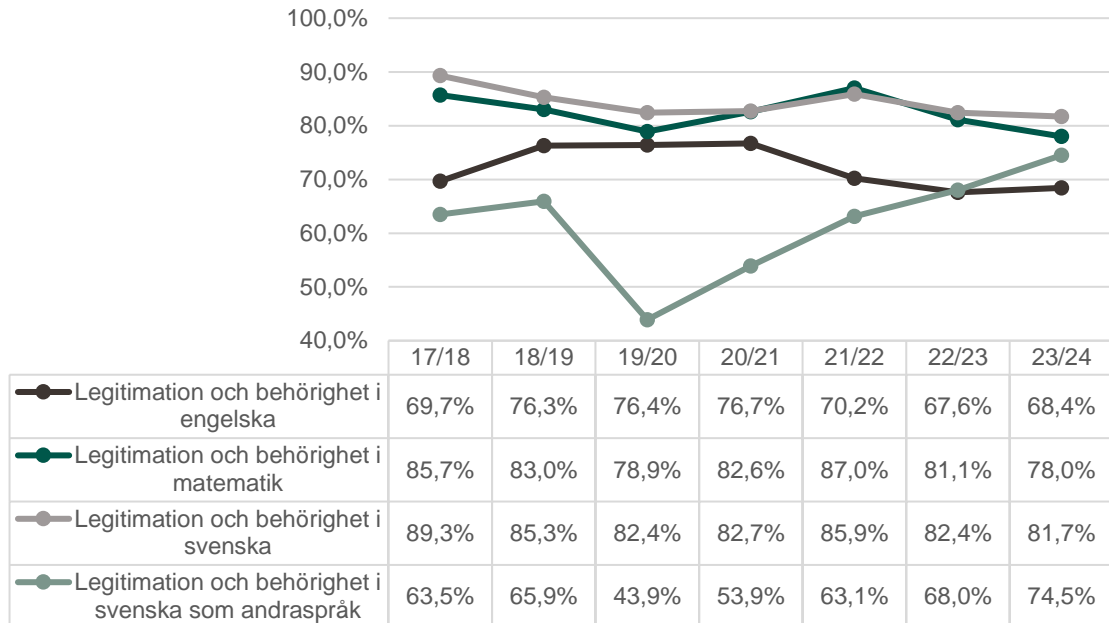 100,0%
90,0%
80,0%
70,0%
60,0%
50,0%
40,0%
17/18 18/19 19/20 20/21 21/22 22/23 23/24
Legitimation och behörighet i
engelska
69,7% 76,3% 76,4% 76,7% 70,2% 67,6% 68,4%
Legitimation och behörighet i
matematik
85,7% 83,0% 78,9% 82,6% 87,0% 81,1% 78,0%
Legitimation och behörighet i
svenska
89,3% 85,3% 82,4% 82,7% 85,9% 82,4% 81,7%
Legitimation och behörighet i
svenska som andraspråk
63,5% 65,9% 43,9% 53,9% 63,1% 68,0% 74,5%